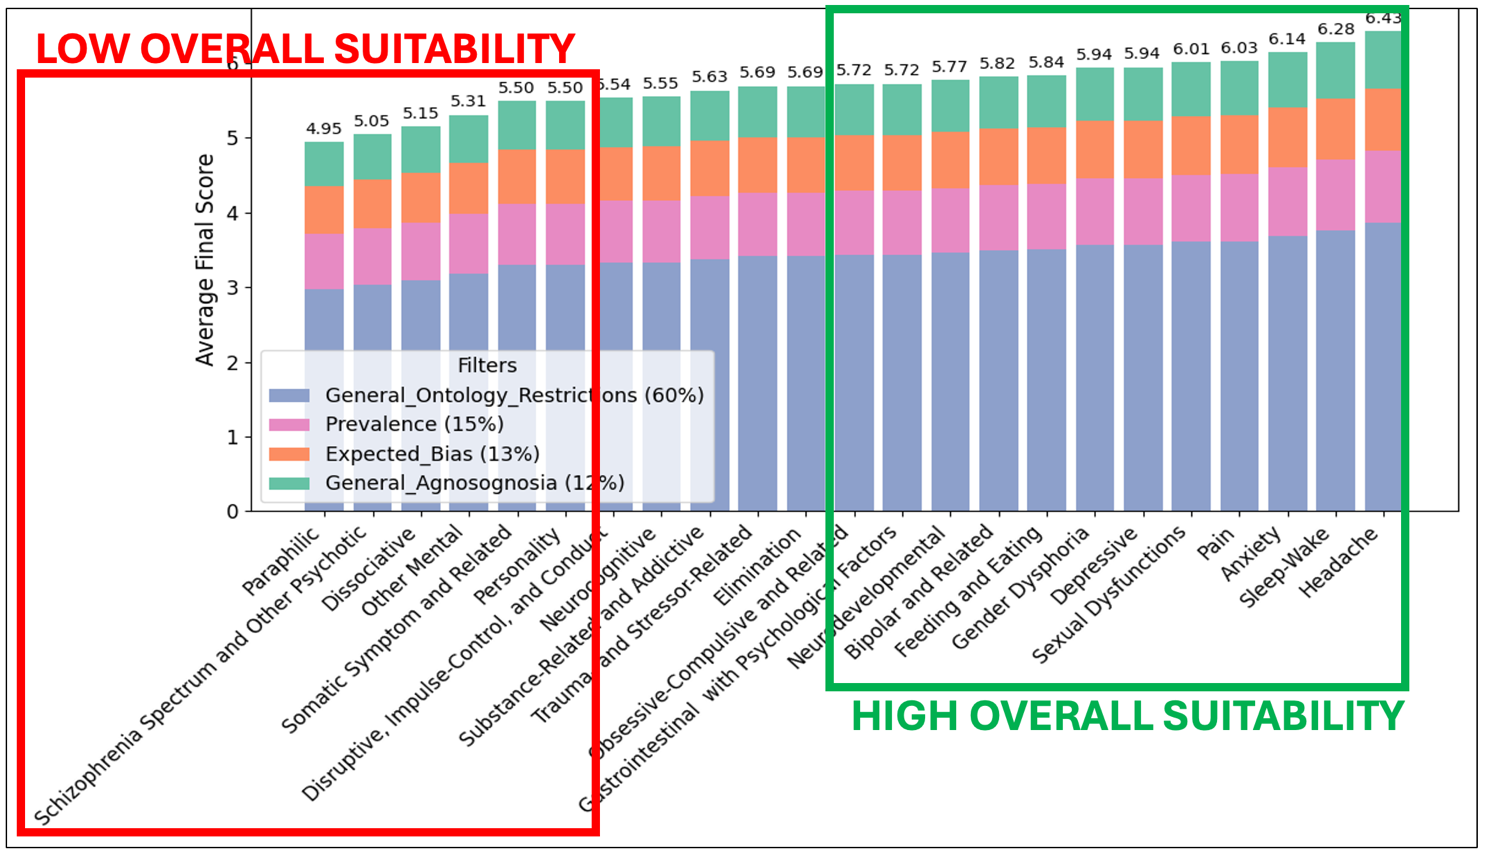 LOW OVERALL SUITABILITY
4.95 5.05 5.15 5.31 5.50 5.50 5.54 5.55 5.63 5.69 5.69 5.72 5.72 5.77 5.82 5.84 5.94 5.94 6.01 6.03 6.14 6.28 6.43
Average Final Score
6
5
4
3
2
1
0
Filters
General_Ontology_Restrictions (60%)
Prevalence (15%)
Expected_Bias (13%)
General_Agnosognosia (12%)
Paraphilic
Schizophrenia Spectrum and Other Psychotic
Dissociative
Other Mental
Somatic Symptom and Related
Personality
Disruptive, Impulse-Control, and Conduct
Neurocognitive
Substance-Related and Addictive
Trauma- and Stressor-Related
Elimination
Obsessive-Compulsive and Related
Gastrointestinal  with Psychological Factors
Neurodevelopmental
Bipolar and Related
Feeding and Eating
Gender Dysphoria
Depressive
Sexual Dysfunctions
Pain
Anxiety
Sleep-Wake
Headache
HIGH OVERALL SUITABILITY